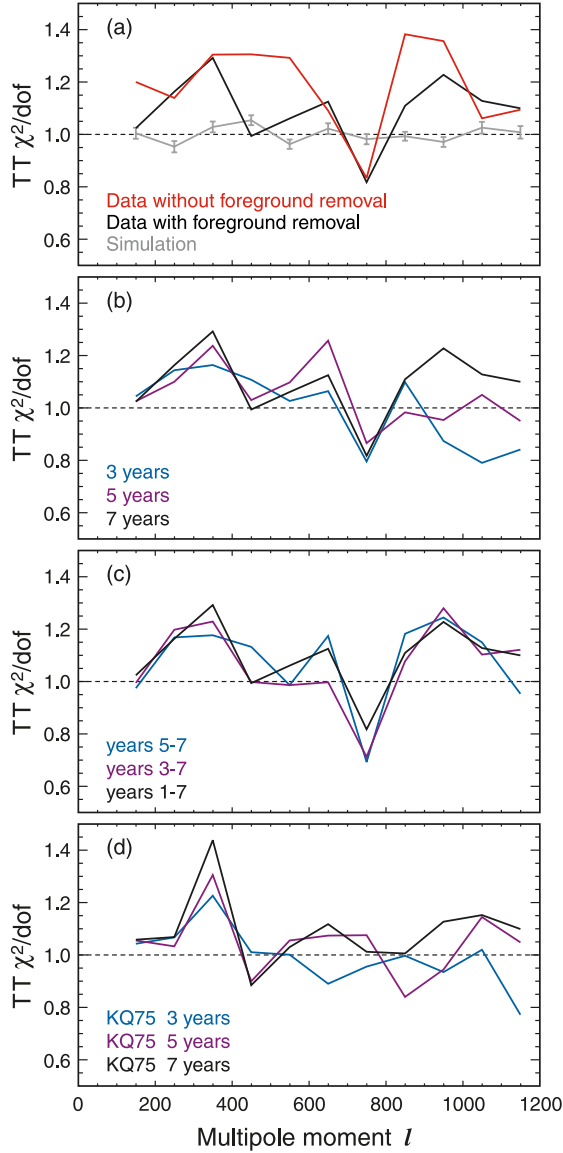 (a)
1.4
1.2
1.0
0.8
0.6
TT χ²/dof
Data without foreground removal
Data with foreground removal
Simulation
(b)
1.4
1.2
1.0
0.8
0.6
TT χ²/dof
3 years
5 years
7 years
(c)
1.4
1.2
1.0
0.8
0.6
TT χ²/dof
years 5-7
years 3-7
years 1-7
(d)
1.4
1.2
1.0
0.8
0.6
TT χ²/dof
KQ75 3 years
KQ75 5 years
KQ75 7 years
0 200 400 600 800 1000 1200
Multipole moment l